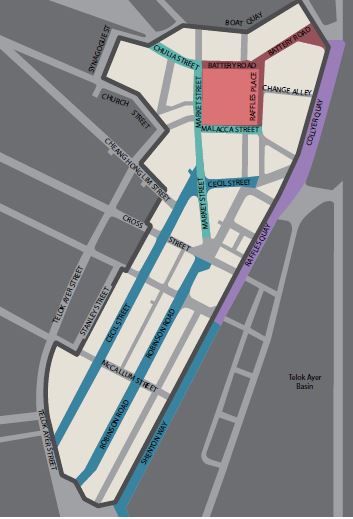 BOAT QUAY
SYNAGOGUE ST
CHULIA STREET
BATTERY ROAD
BATTERY ROAD
MARKET STREET
RAFFLES PLACE
CHANGE ALLEY
CHURCH STREET
MALACCA STREET
COLLYER QUAY
CHEANG HONG LIM STREET
CECIL STREET
MARKET STREET
CROSS STREET
RAFFLES QUAY
TELOK AYER STREET
STANLEY STREET
CECIL STREET
ROBINSON ROAD
McCALLUM STREET
Telok Ayer
Basin
TELOK AYER STREET
ROBINSON ROAD
SHENTON WAY